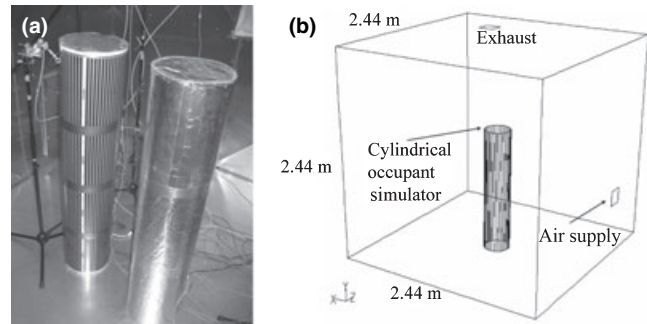 (a)
(b)
2.44 m
Exhaust
Cylindrical
occupant
simulator
2.44 m
Air supply
2.44 m
X Y Z